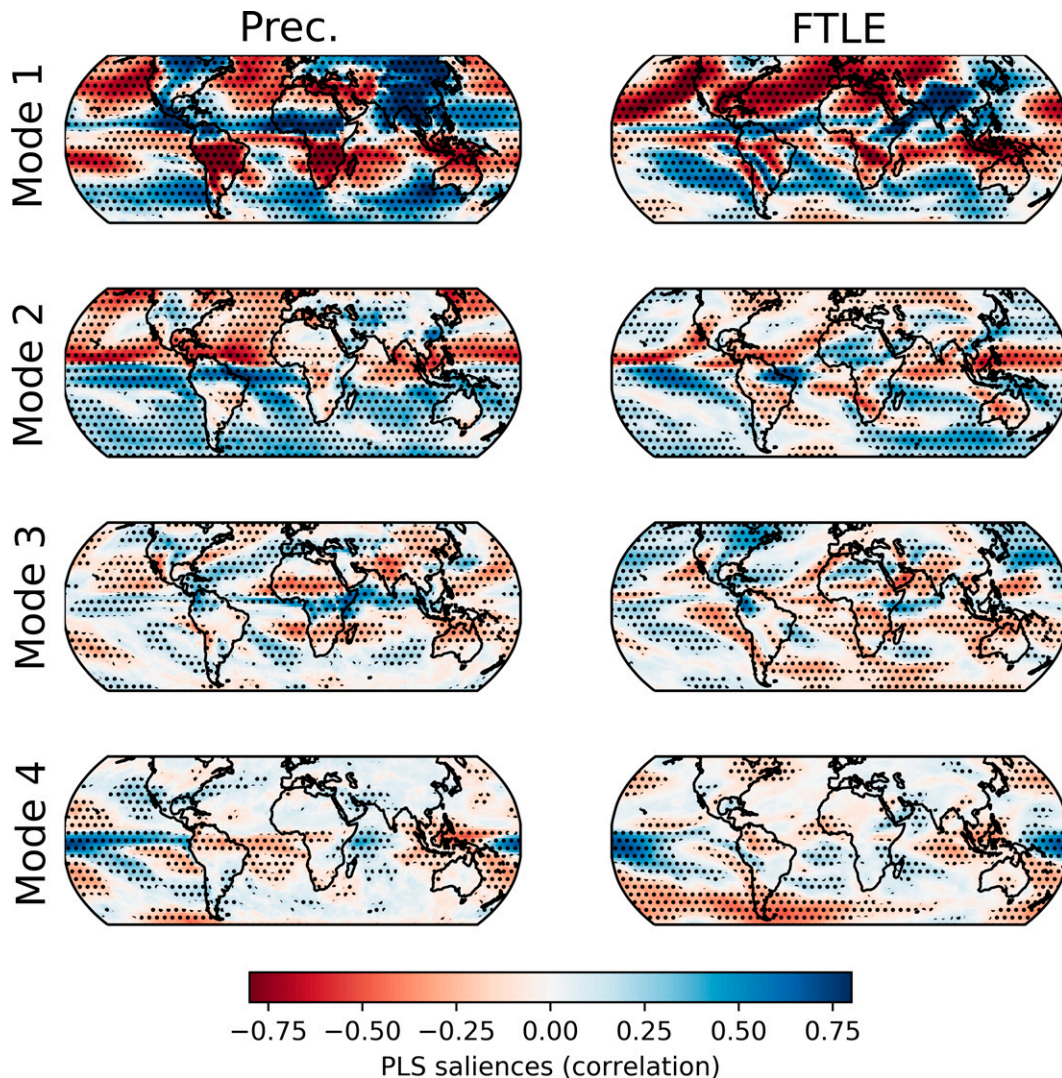 Prec. FTLE
Mode 1
Mode 2
Mode 3
Mode 4
−0.75 −0.50 −0.25 0.00 0.25 0.50 0.75
PLS saliences (correlation)